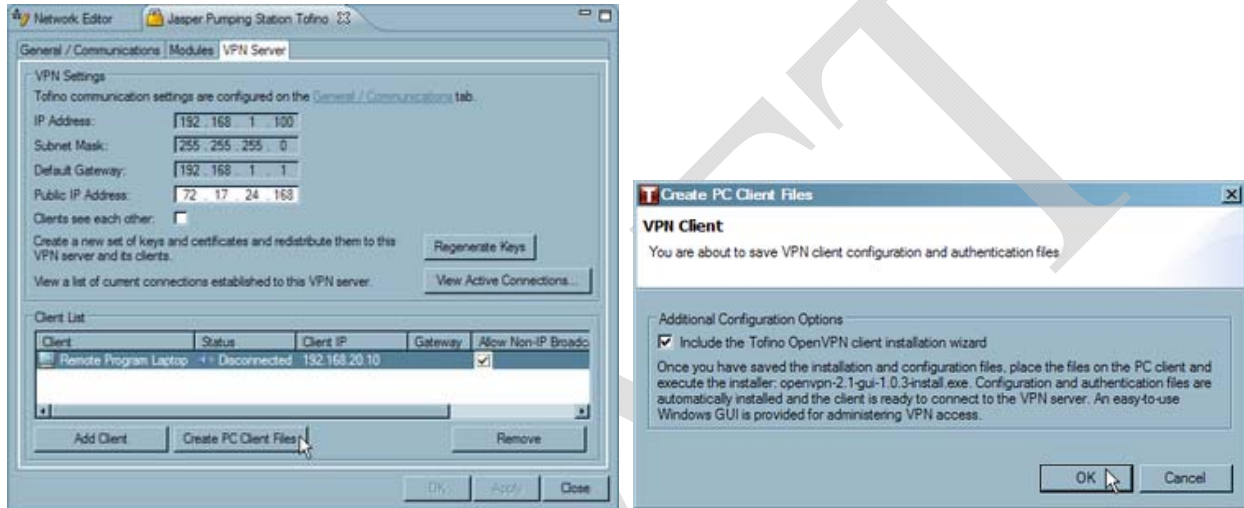 Network Editor
Jasper Pumping Station Tofino
General / Communications Modules VPN Server
VPN Settings
Tofino communication settings are configured on the General / Communications tab.
IP Address: 192 . 168 . 1 . 100
Subnet Mask: 255 . 255 . 255 . 0
Default Gateway: 192 . 168 . 1 . 1
Public IP Address: 72 . 17 . 24 . 168
Clients see each other:
Create a new set of keys and certificates and redistribute them to this
VPN server and its clients.
Regenerate Keys
View a list of current connections established to this VPN server.
View Active Connections...
Client List
Client Status Client IP Gateway Allow Non-IP Broadc
Remote Program Laptop Disconnected 192.168.20.10
Add Client Create PC Client Files Remove
OK Apply Close
Create PC Client Files
VPN Client
You are about to save VPN client configuration and authentication files
Additional Configuration Options
Include the Tofino OpenVPN client installation wizard
Once you have saved the installation and configuration files, place the files on the PC client and
execute the installer: openvpn-2.1-gui-1.0.3-install.exe. Configuration and authentication files are
automatically installed and the client is ready to connect to the VPN server. An easy-to-use
Windows GUI is provided for administering VPN access.
OK Cancel